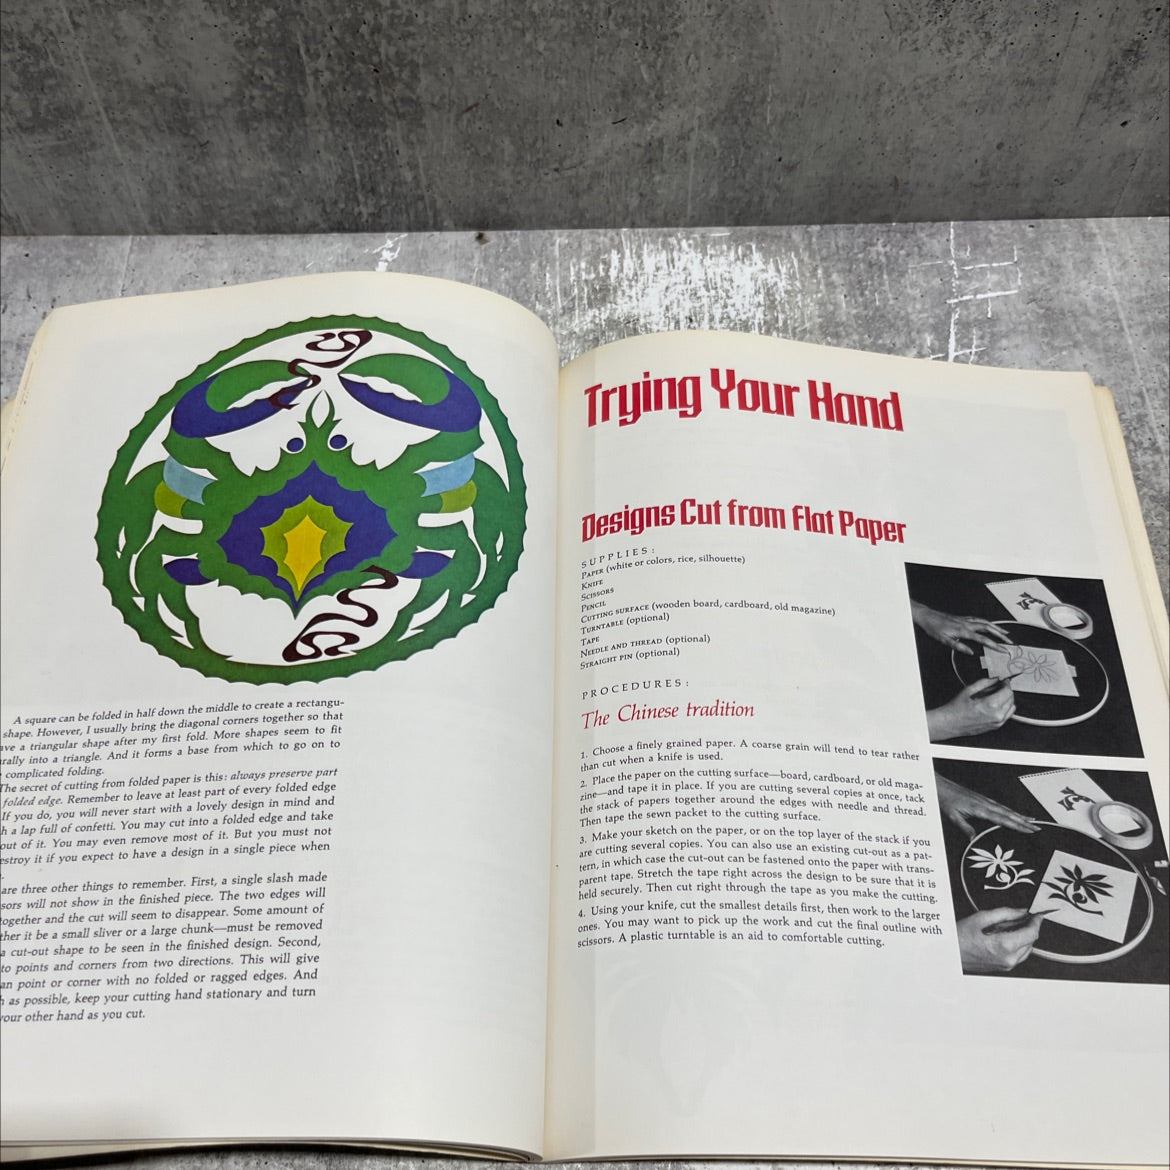 A square can be folded in half down the middle to create a rectangu-
shape. However, I usually bring the diagonal corners together so that
a triangular shape after my first fold. More shapes seem to fit
into a triangle. And it forms a base from which to go on to
complicated folding.
The secret of cutting from folded paper is this: always preserve part
folded edge. Remember to leave at least part of every folded edge
If you do, you will never start with a lovely design in mind and
a lap full of confetti. You may cut into a folded edge and take
out of it. You may even remove most of it. But you must not
it if you expect to have a design in a single piece when
are three other things to remember. First, a single slash made
will not show in the finished piece. The two edges will
together and the cut will seem to disappear. Some amount of
it be a small sliver or a large chunk—must be removed
a cut-out shape to be seen in the finished design. Second,
to points and corners from two directions. This will give
point or corner with no folded or ragged edges. And
as possible, keep your cutting hand stationary and turn
your other hand as you cut.
Trying Your Hand
Designs Cut from Flat Paper
SUPPLIES:
PAPER (white or colors, rice, silhouette)
KNIFE
SCISSORS
PENCIL
CUTTING SURFACE (wooden board, cardboard, old magazine)
TURNTABLE (optional)
TAPE
NEEDLE AND THREAD (optional)
STRAIGHT PIN (optional)
PROCEDURES:
The Chinese tradition
1. Choose a finely grained paper. A coarse grain will tend to tear rather
than cut when a knife is used.
2. Place the paper on the cutting surface—board, cardboard, or old maga-
zine—and tape it in place. If you are cutting several copies at once, tack
the stack of papers together around the edges with needle and thread.
Then tape the sewn packet to the cutting surface.
3. Make your sketch on the paper, or on the top layer of the stack if you
are cutting several copies. You can also use an existing cut-out as a pat-
tern, in which case the cut-out can be fastened onto the paper with trans-
parent tape. Stretch the tape right across the design to be sure that it is
held securely. Then cut right through the tape as you make the cutting.
4. Using your knife, cut the smallest details first, then work to the larger
ones. You may want to pick up the work and cut the final outline with
scissors. A plastic turntable is an aid to comfortable cutting.